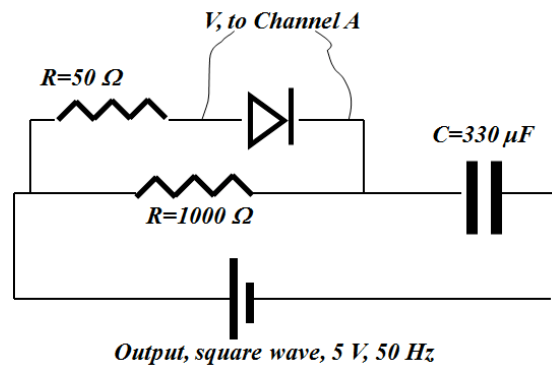 V, to Channel A
R=50 Ω
C=330 μF
R=1000 Ω
Output, square wave, 5 V, 50 Hz